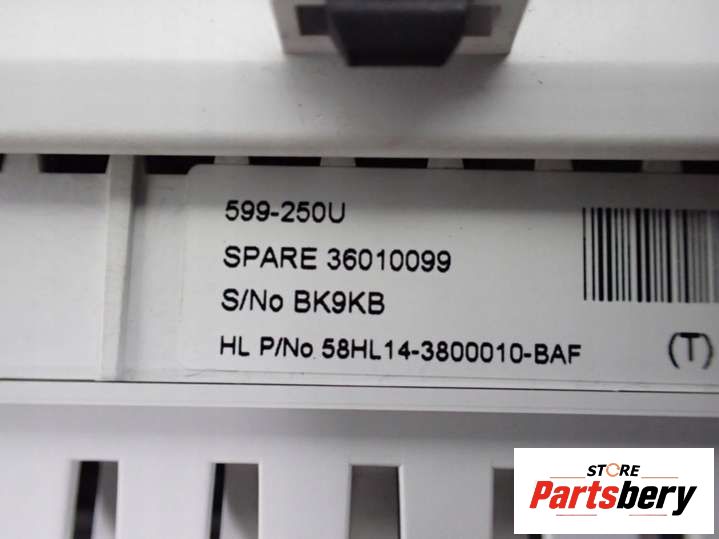 599-250U
SPARE 36010099
S/No BK9KB
HL P/No 58HL14-3800010-BAF
(T)
STORE
Partsbery